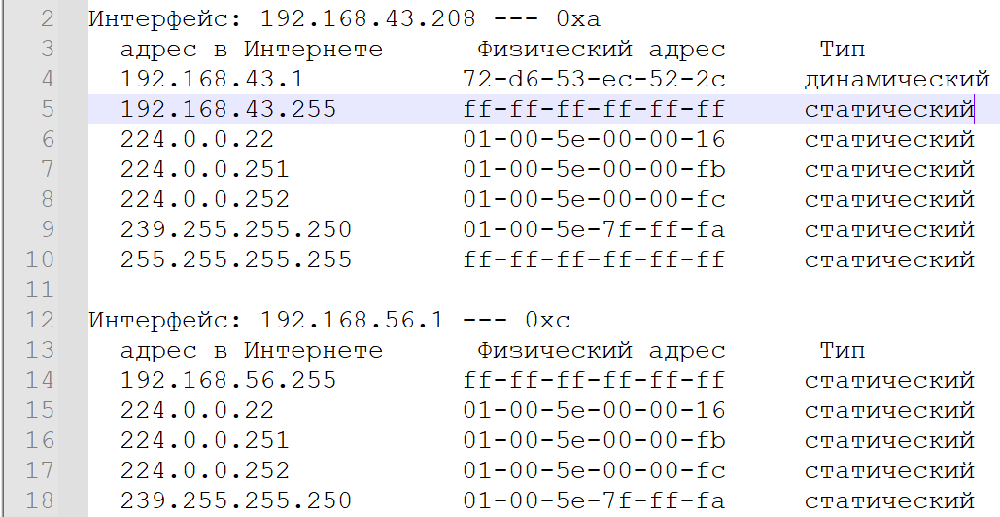 2 Интерфейс: 192.168.43.208 --- 0xa
3 адрес в Интернете Физический адрес Тип
4 192.168.43.1 72-d6-53-ec-52-2c динамический
5 192.168.43.255 ff-ff-ff-ff-ff-ff статический
6 224.0.0.22 01-00-5e-00-00-16 статический
7 224.0.0.251 01-00-5e-00-00-fb статический
8 224.0.0.252 01-00-5e-00-00-fc статический
9 239.255.255.250 01-00-5e-7f-ff-fa статический
10 255.255.255.255 ff-ff-ff-ff-ff-ff статический
11
12 Интерфейс: 192.168.56.1 --- 0xc
13 адрес в Интернете Физический адрес Тип
14 192.168.56.255 ff-ff-ff-ff-ff-ff статический
15 224.0.0.22 01-00-5e-00-00-16 статический
16 224.0.0.251 01-00-5e-00-00-fb статический
17 224.0.0.252 01-00-5e-00-00-fc статический
18 239.255.255.250 01-00-5e-7f-ff-fa статический